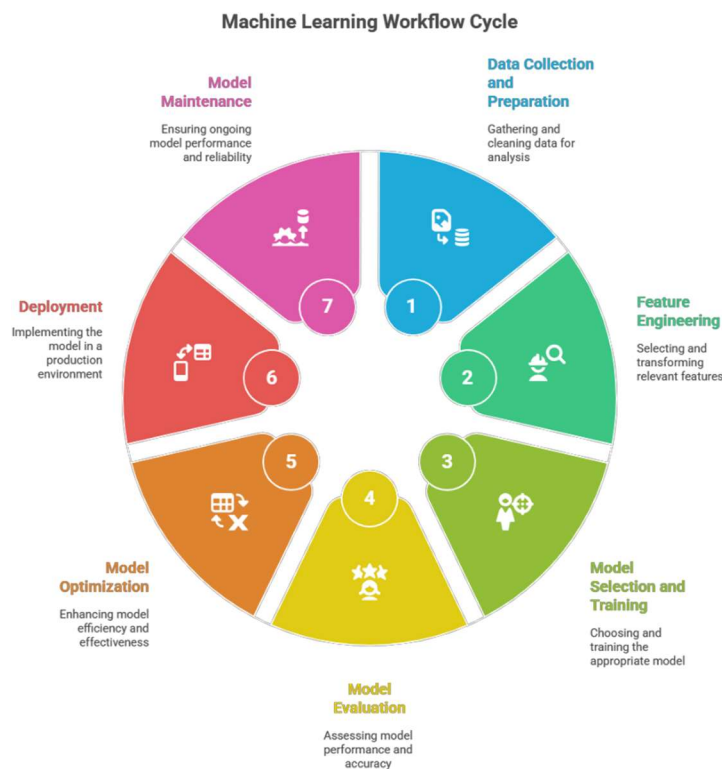 Machine Learning Workflow Cycle
Data Collection
and
Preparation
Gathering and
cleaning data for
analysis
Feature
Engineering
Selecting and
transforming
relevant features
Model
Selection and
Training
Choosing and
training the
appropriate model
Model
Evaluation
Assessing model
performance and
accuracy
Model
Optimization
Enhancing model
efficiency and
effectiveness
Deployment
Implementing the
model in a
production
environment
Model
Maintenance
Ensuring ongoing
model performance
and reliability
1
2
3
4
5
6
7